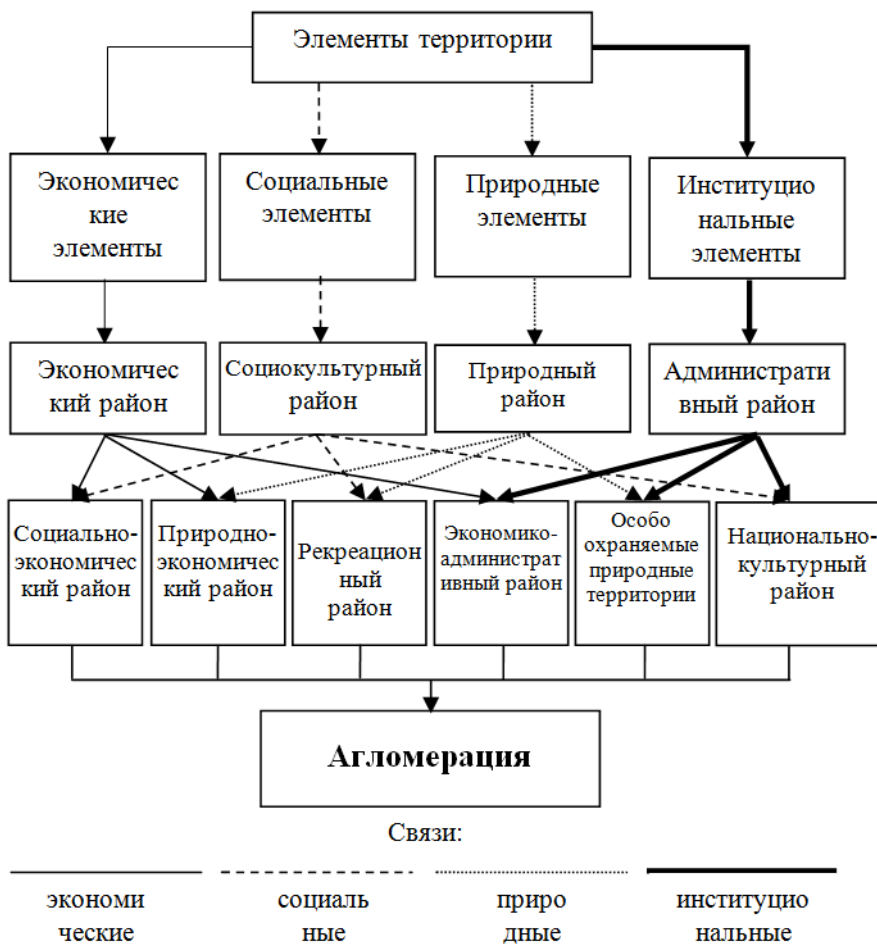 Элементы территории
Экономичес
кие
элементы
Социальные
элементы
Природные
элементы
Институцио
нальные
элементы
Экономичес
кий район
Социокультурный
район
Природный
район
Администрати
вный район
Социально-
экономичес
кий район
Природно-
экономичес
кий район
Рекреацион
ный
район
Экономико-
администрат
ивный район
Особо
охраняемые
природные
территории
Национально-
культурный
район
Агломерация
Связи:
экономи
ческие
социаль
ные
приро
дные
институцио
нальные